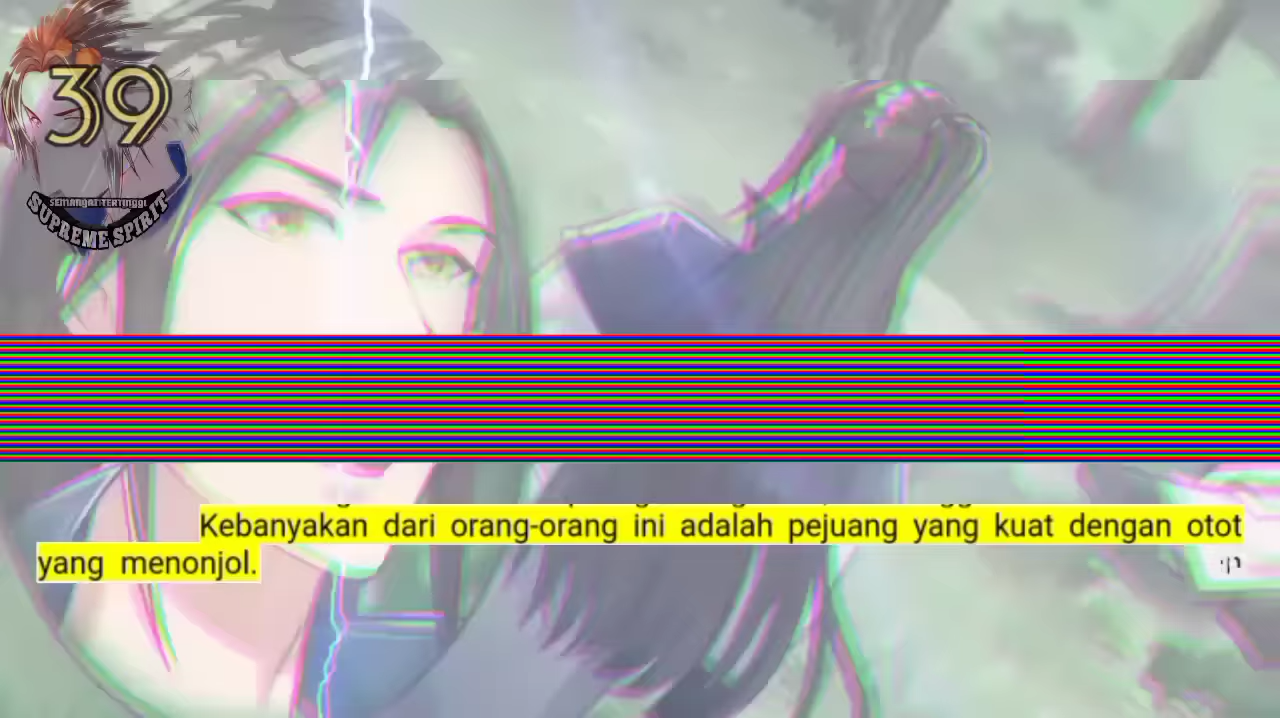 39
SEMANGAT TERTINGGI
SUPREME SPIRIT
Kebanyakan dari orang-orang ini adalah pejuang yang kuat dengan otot
yang menonjol.